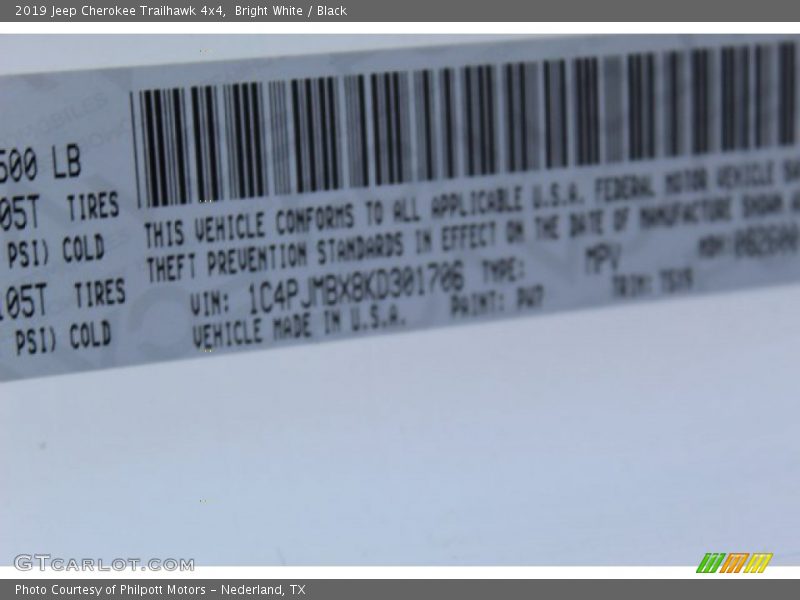 2019 Jeep Cherokee Trailhawk 4x4,  Bright White / Black
500 LB
05T TIRES
PSI) COLD
105T TIRES
PSI) COLD
THIS VEHICLE CONFORMS TO ALL APPLICABLE U.S.A. FEDERAL MOTOR VEHICLE
THEFT PREVENTION STANDARDS IN EFFECT ON THE DATE OF MANUFACTURE SHOWN
VIN: 1C4PJMBX8KD301706 TYPE: MPV
VEHICLE MADE IN U.S.A. PAINT: PW7 TRIM:
GTCARLOT.COM
Photo Courtesy of Philpott Motors - Nederland, TX